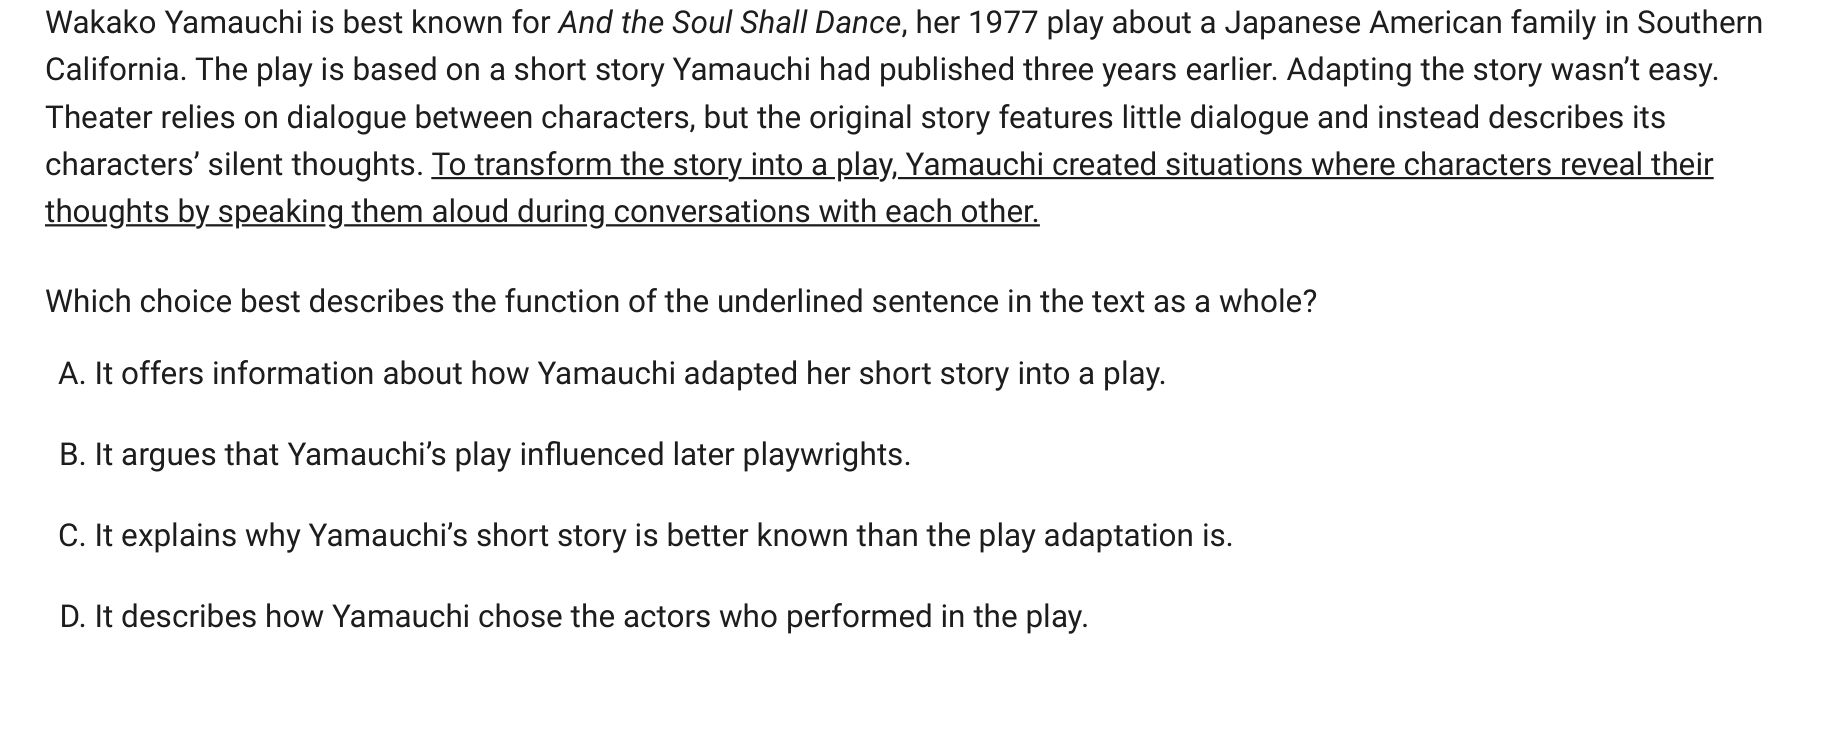 Wakako Yamauchi is best known for And the Soul Shall Dance, her 1977 play about a Japanese American family in Southern
California. The play is based on a short story Yamauchi had published three years earlier. Adapting the story wasn’t easy.
Theater relies on dialogue between characters, but the original story features little dialogue and instead describes its
characters’ silent thoughts. To transform the story into a play, Yamauchi created situations where characters reveal their
thoughts by speaking them aloud during conversations with each other.
Which choice best describes the function of the underlined sentence in the text as a whole?
A. It offers information about how Yamauchi adapted her short story into a play.
B. It argues that Yamauchi’s play influenced later playwrights.
C. It explains why Yamauchi’s short story is better known than the play adaptation is.
D. It describes how Yamauchi chose the actors who performed in the play.